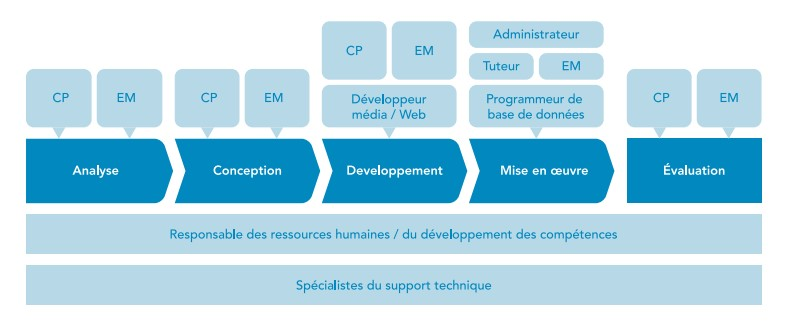 CP
EM
CP
EM
CP
EM
Développeur
média / Web
Administrateur
Tuteur
EM
Programmeur de
base de données
CP
EM
Analyse
Conception
Developpement
Mise en œuvre
Évaluation
Responsable des ressources humaines / du développement des compétences
Spécialistes du support technique